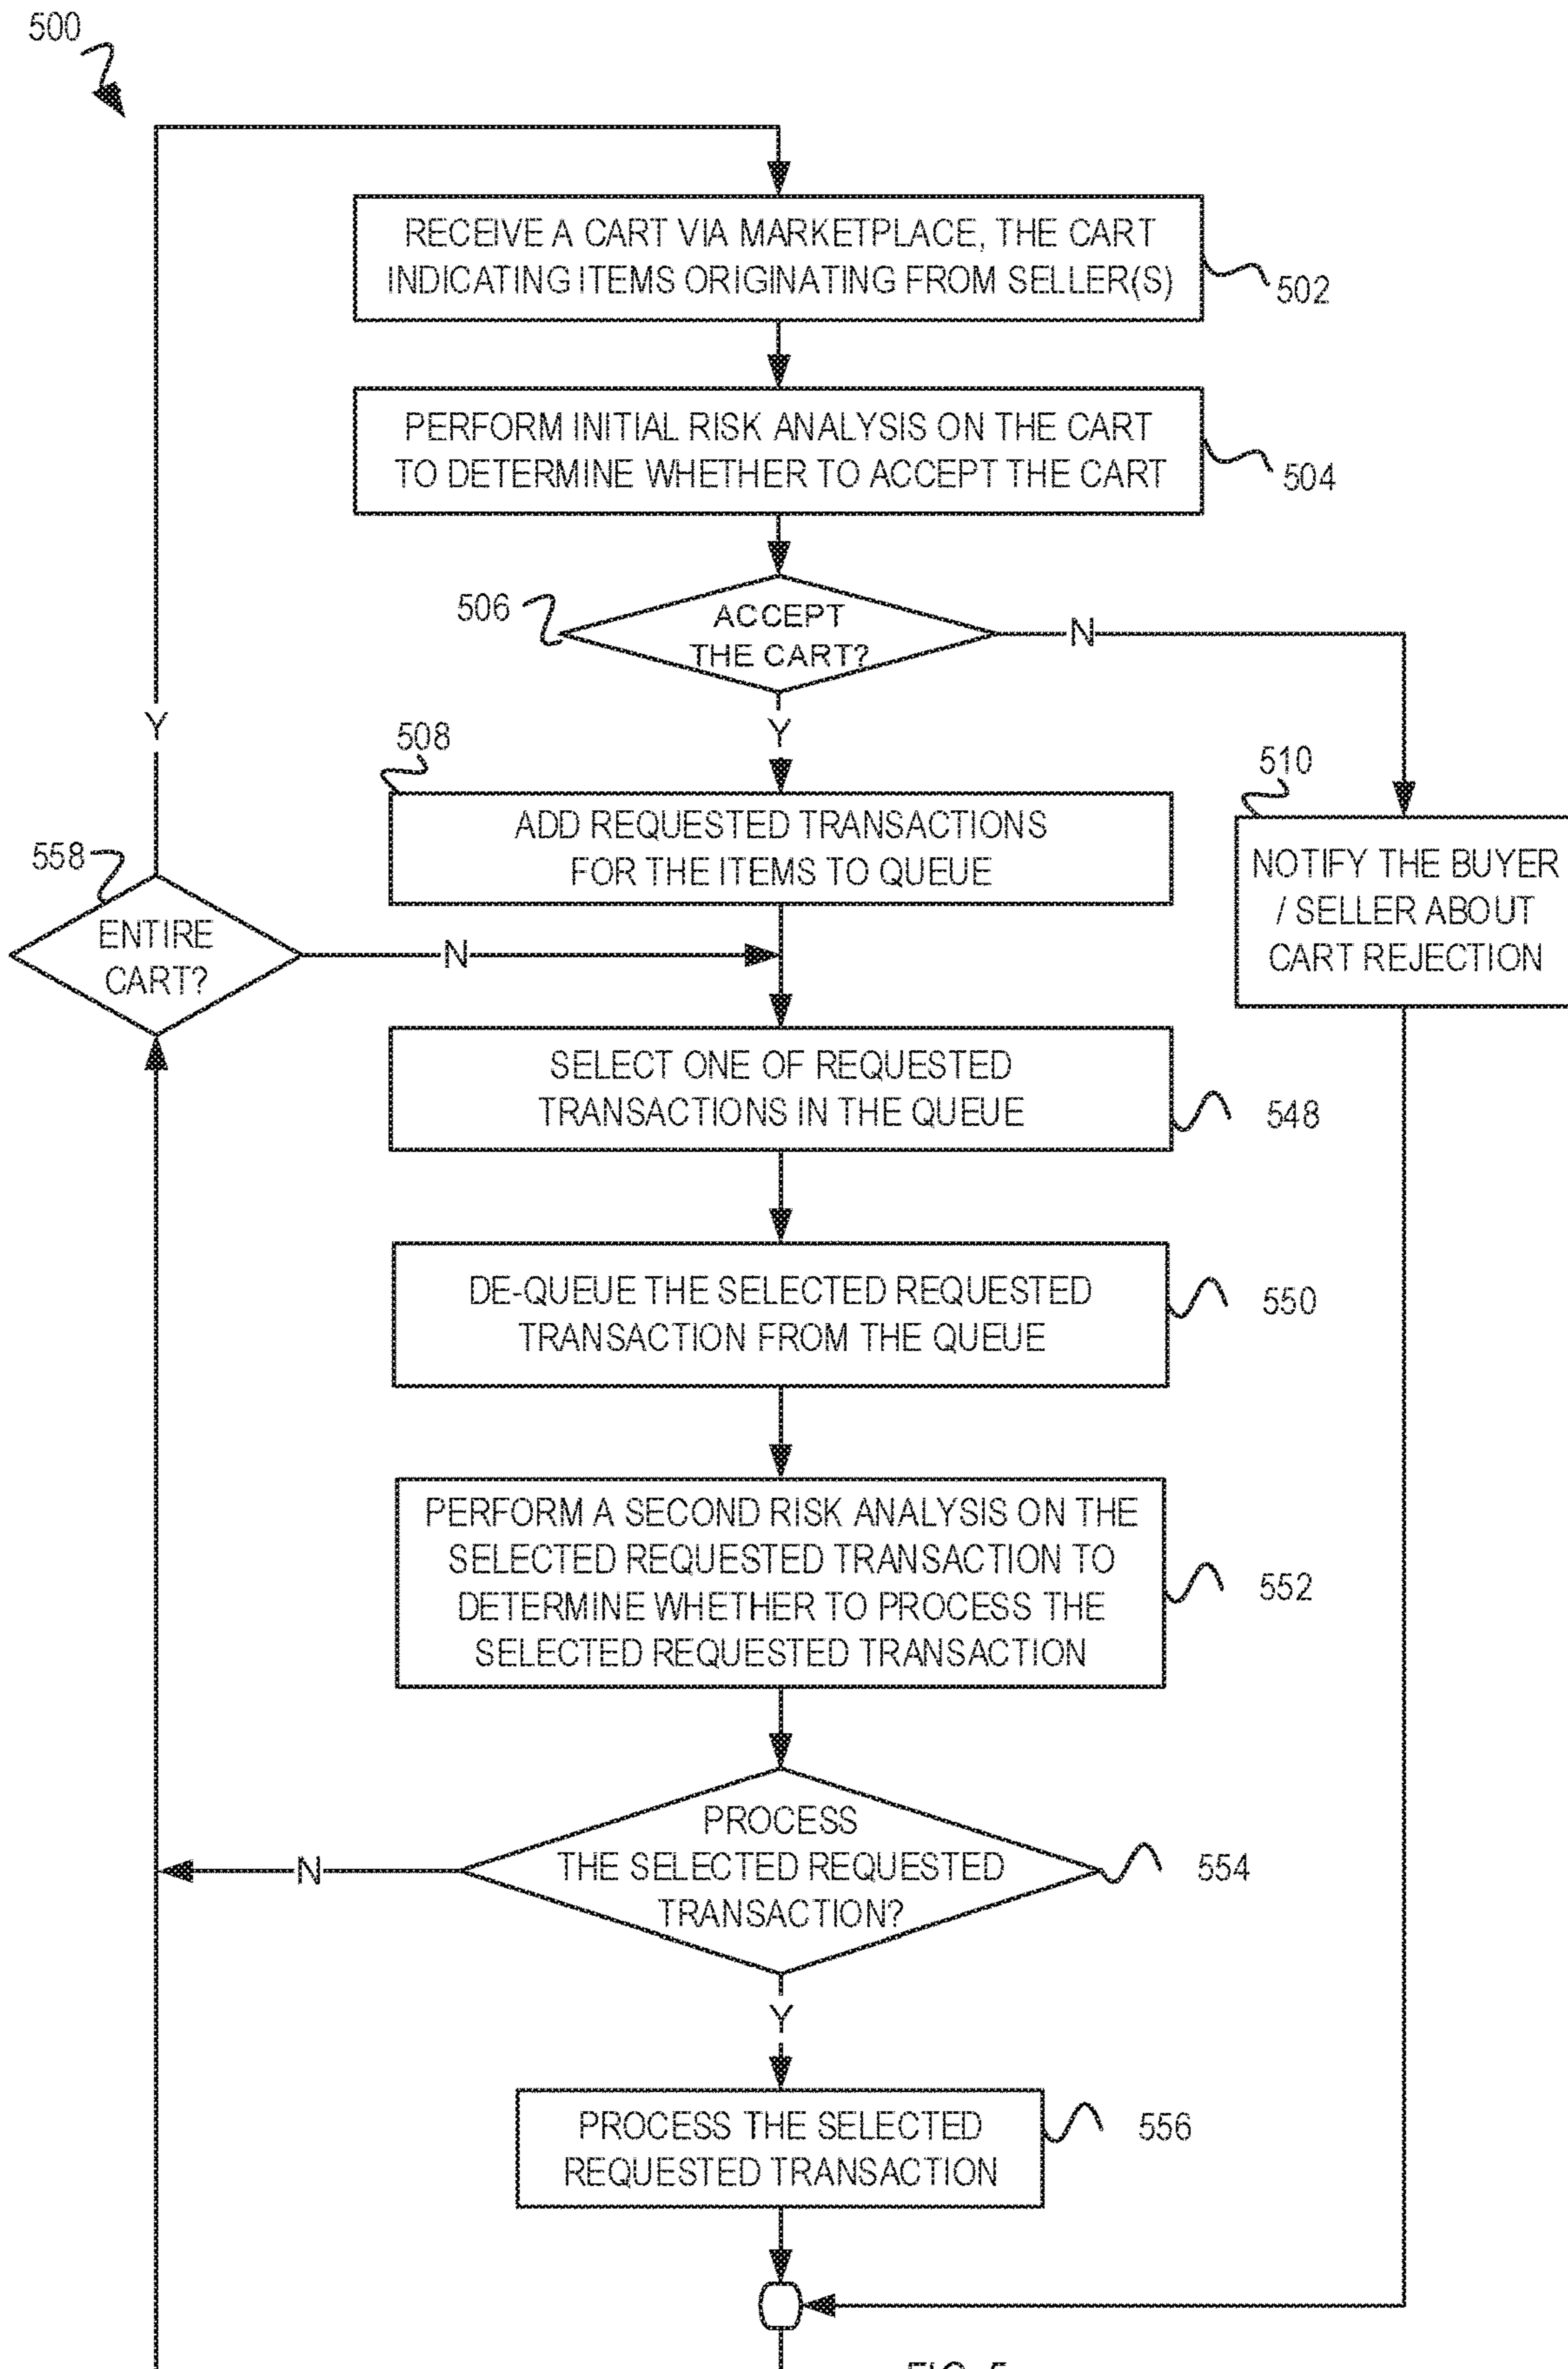 500
RECEIVE A CART VIA MARKETPLACE, THE CART
INDICATING ITEMS ORIGINATING FROM SELLER(S)
502
PERFORM INITIAL RISK ANALYSIS ON THE CART
TO DETERMINE WHETHER TO ACCEPT THE CART
504
506
ACCEPT
THE CART?
N
Y
Y
508
510
ADD REQUESTED TRANSACTIONS
FOR THE ITEMS TO QUEUE
NOTIFY THE BUYER
/ SELLER ABOUT
CART REJECTION
558
ENTIRE
CART?
N
SELECT ONE OF REQUESTED
TRANSACTIONS IN THE QUEUE
548
DE-QUEUE THE SELECTED REQUESTED
TRANSACTION FROM THE QUEUE
550
PERFORM A SECOND RISK ANALYSIS ON THE
SELECTED REQUESTED TRANSACTION TO
DETERMINE WHETHER TO PROCESS THE
SELECTED REQUESTED TRANSACTION
552
PROCESS
THE SELECTED REQUESTED
TRANSACTION?
554
N
Y
PROCESS THE SELECTED
REQUESTED TRANSACTION
556